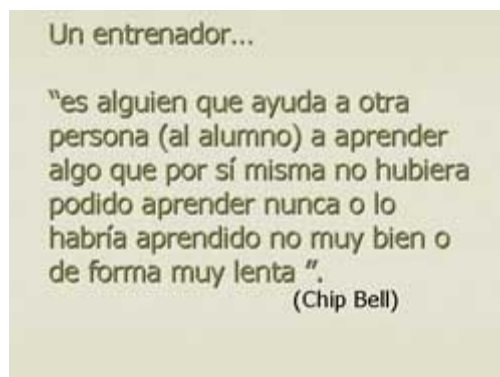 Un entrenador...
“es alguien que ayuda a otra
persona (al alumno) a aprender
algo que por sí misma no hubiera
podido aprender nunca o lo
habría aprendido no muy bien o
de forma muy lenta ”.
(Chip Bell)